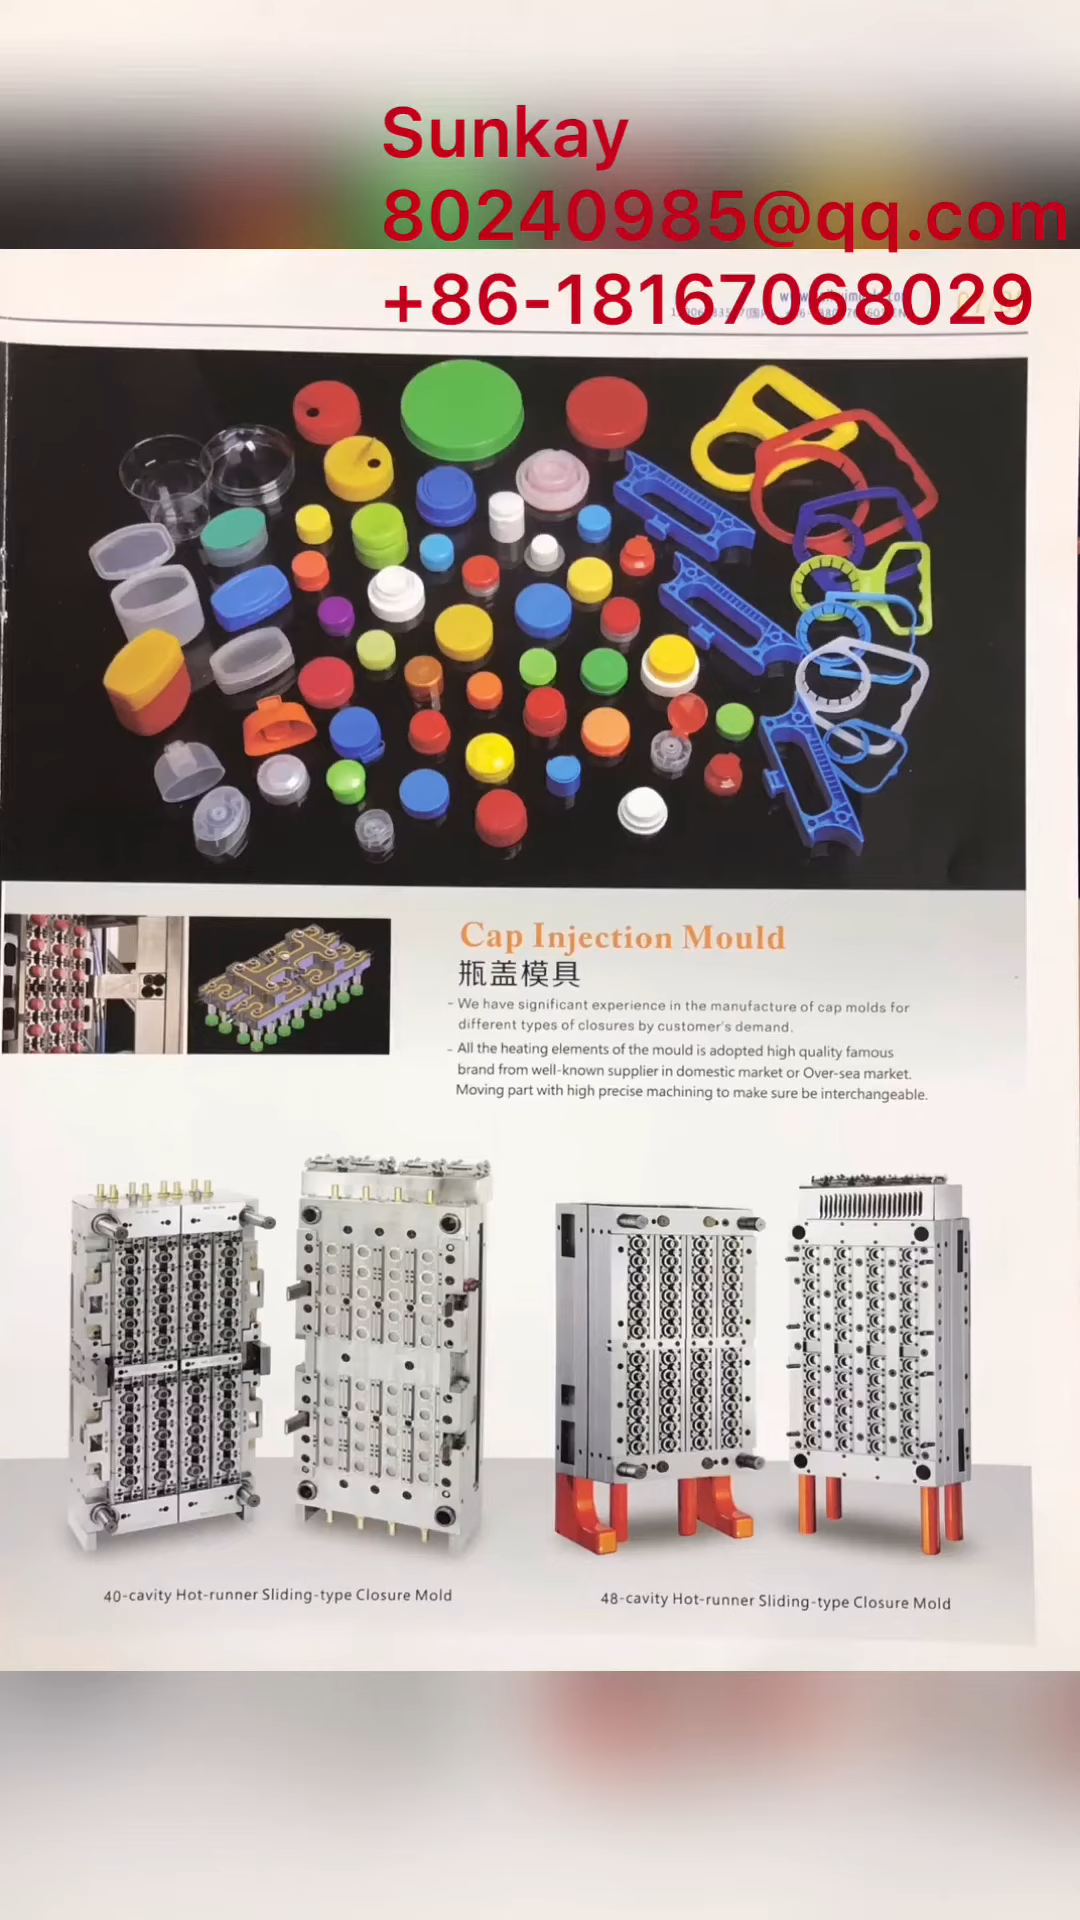 Sunkay
80240985@qq.com
+86-18167068029
Cap Injection Mould
瓶盖模具
- We have significant experience in the manufacture of cap molds for
different types of closures by customer's demand.
- All the heating elements of the mould is adopted high quality famous
brand from well-known supplier in domestic market or Over-sea market.
Moving part with high precise machining to make sure be interchangeable.
40-cavity Hot-runner Sliding-type Closure Mold
48-cavity Hot-runner Sliding-type Closure Mold